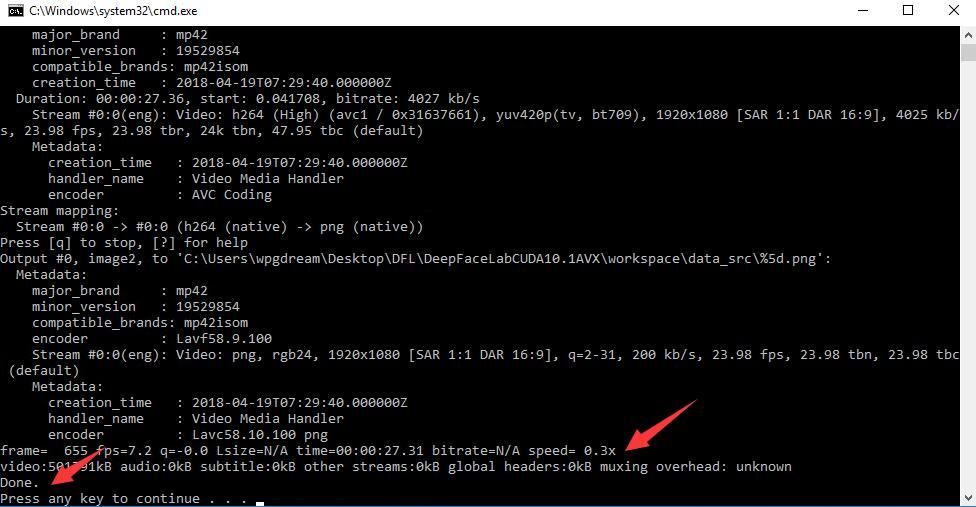 C:\Windows\system32\cmd.exe
major_brand : mp42
minor_version : 19529854
compatible_brands: mp42isom
creation_time : 2018-04-19T07:29:40.000000Z
Duration: 00:00:27.36, start: 0.041708, bitrate: 4027 kb/s
Stream #0:0(eng): Video: h264 (High) (avc1 / 0x31637661), yuv420p(tv, bt709), 1920x1080 [SAR 1:1 DAR 16:9], 4025 kb/
s, 23.98 fps, 23.98 tbr, 24k tbn, 47.95 tbc (default)
Metadata:
creation_time : 2018-04-19T07:29:40.000000Z
handler_name : Video Media Handler
encoder : AVC Coding
Stream mapping:
Stream #0:0 -> #0:0 (h264 (native) -> png (native))
Press [q] to stop, [?] for help
Output #0, image2, to 'C:\Users\wpgdream\Desktop\DFL\DeepFaceLabCUDA10.1AVX\workspace\data_src\%5d.png':
Metadata:
major_brand : mp42
minor_version : 19529854
compatible_brands: mp42isom
encoder : Lavf58.9.100
Stream #0:0(eng): Video: png, rgb24, 1920x1080 [SAR 1:1 DAR 16:9], q=2-31, 200 kb/s, 23.98 fps, 23.98 tbn, 23.98 tbc
(default)
Metadata:
creation_time : 2018-04-19T07:29:40.000000Z
handler_name : Video Media Handler
encoder : Lavc58.10.100 png
frame= 655 fps=7.2 q=-0.0 Lsize=N/A time=00:00:27.31 bitrate=N/A speed= 0.3x
audio:0kB subtitle:0kB other streams:0kB global headers:0kB muxing overhead: unknown
Done.
Press any key to continue . . .